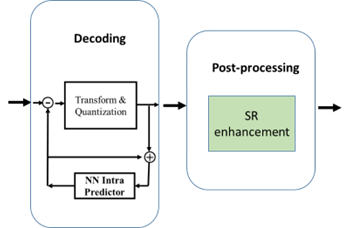 Decoding
Transform &
Quantization
NN Intra
Predictor
Post-processing
SR
enhancement